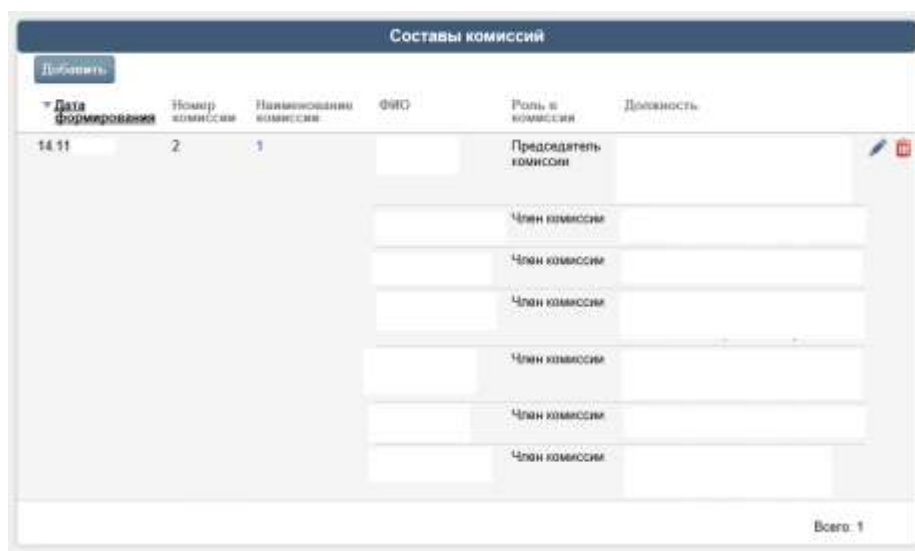 Составы комиссий
Добавить
Дата Номер Наименование ФИО Роль в Должность
формирования комиссии комиссии комиссии
14.11 2 1 Председатель
комиссии
Член комиссии
Член комиссии
Член комиссии
Член комиссии
Член комиссии
Член комиссии
Всего: 1